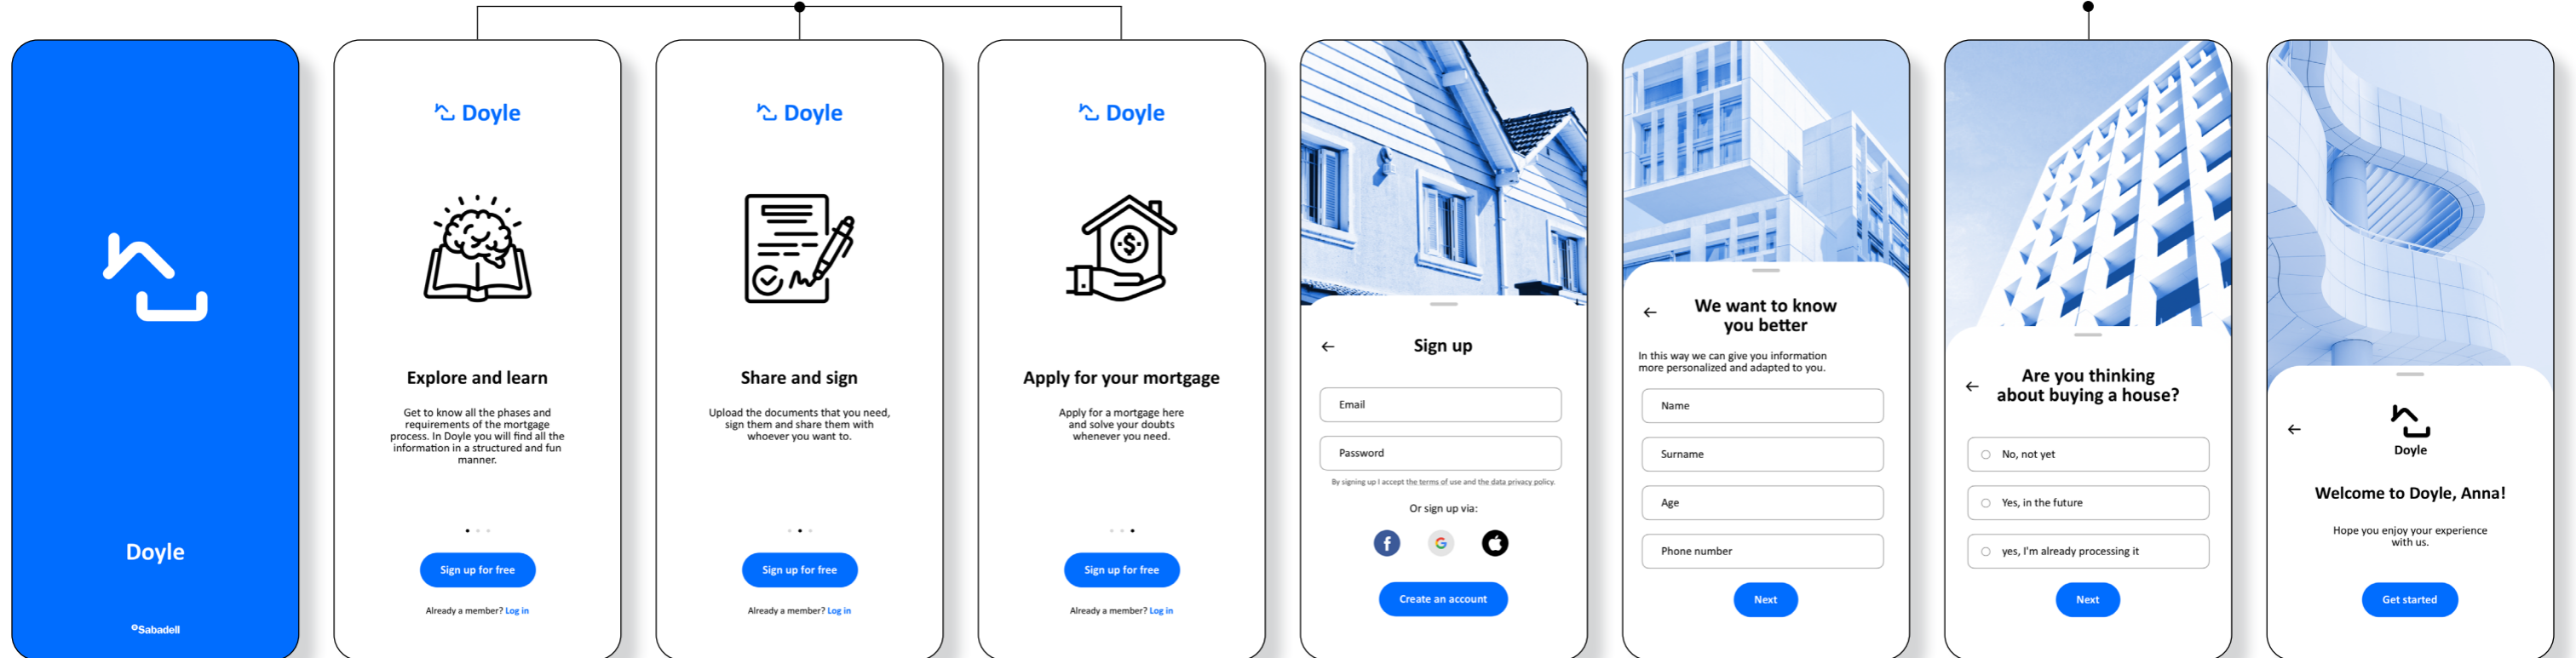 Doyle
Sabadell
Doyle
Explore and learn
Get to know all the phases and
requirements of the mortgage
process. In Doyle you will find all the
information in a structured and fun
manner.
Sign up for free
Already a member? Log in
Doyle
Share and sign
Upload the documents that you need,
sign them and share them with
whoever you want to.
Sign up for free
Already a member? Log in
Doyle
$
Apply for your mortgage
Apply for a mortgage here
and solve your doubts
whenever you need.
Sign up for free
Already a member? Log in
Sign up
Email
Password
By signing up I accept the terms of use and the data privacy policy.
Or sign up via:
f G
Create an account
We want to know
you better
In this way we can give you information
more personalized and adapted to you.
Name
Surname
Age
Phone number
Next
Are you thinking
about buying a house?
No, not yet
Yes, in the future
yes, I'm already processing it
Next
Doyle
Welcome to Doyle, Anna!
Hope you enjoy your experience
with us.
Get started